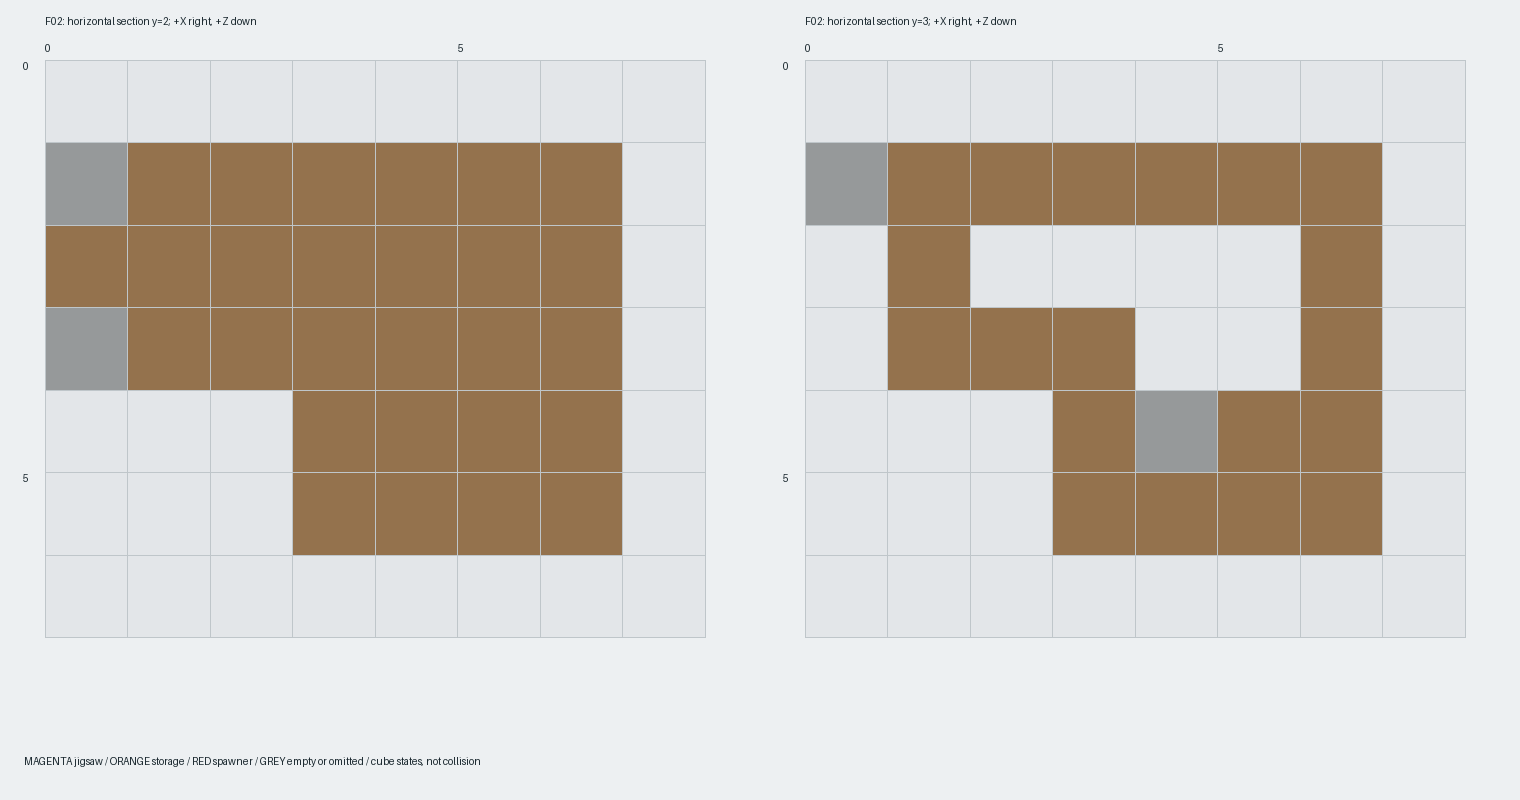 F02: horizontal section y=2; +X right, +Z down
F02: horizontal section y=3; +X right, +Z down
0 5
0 5
0
0
5
5
MAGENTA jigsaw / ORANGE storage / RED spawner / GREY empty or omitted / cube states, not collision